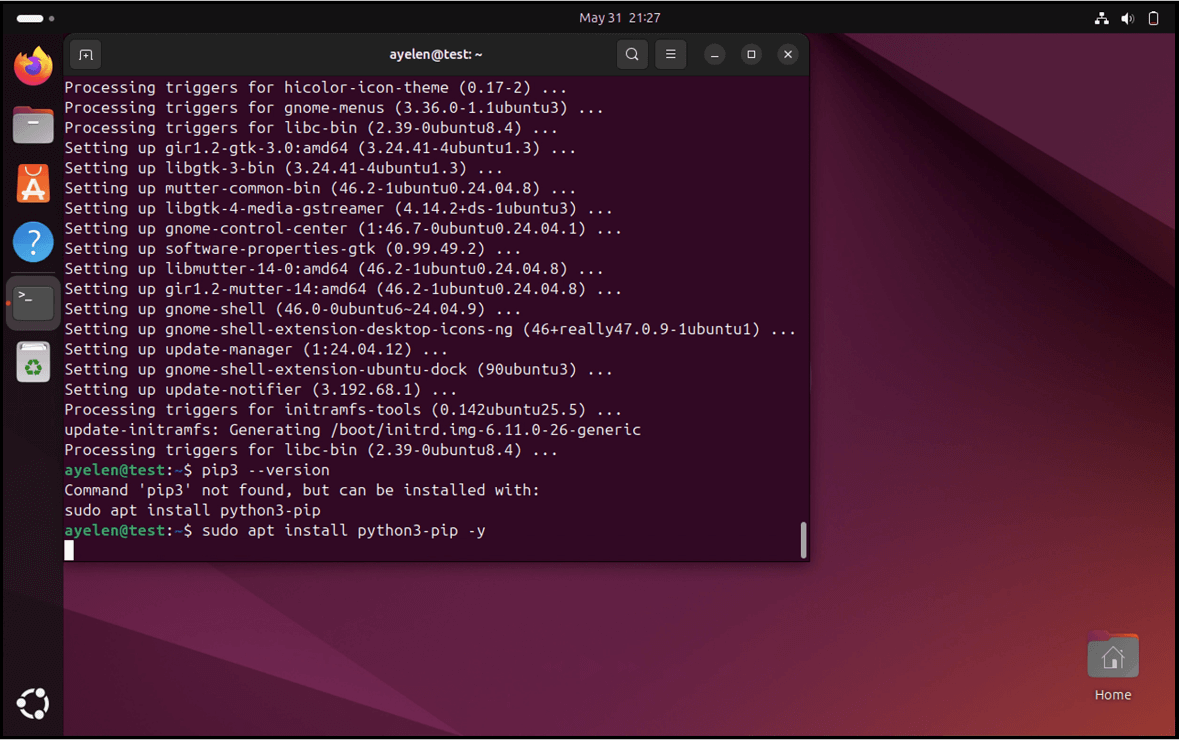 May 31 21:27
ayelen@test: ~
Processing triggers for hicolor-icon-theme (0.17-2) ...
Processing triggers for gnome-menus (3.36.0-1.1ubuntu3) ...
Processing triggers for libc-bin (2.39-0ubuntu8.4) ...
Setting up gir1.2-gtk-3.0:amd64 (3.24.41-4ubuntu1.3) ...
Setting up libgtk-3-bin (3.24.41-4ubuntu1.3) ...
Setting up mutter-common-bin (46.2-1ubuntu0.24.04.8) ...
Setting up libgtk-4-media-gstreamer (4.14.2+ds-1ubuntu3) ...
Setting up gnome-control-center (1:46.7-0ubuntu0.24.04.1) ...
Setting up software-properties-gtk (0.99.49.2) ...
Setting up libmutter-14-0:amd64 (46.2-1ubuntu0.24.04.8) ...
Setting up gir1.2-mutter-14:amd64 (46.2-1ubuntu0.24.04.8) ...
Setting up gnome-shell (46.0-0ubuntu6~24.04.9) ...
Setting up gnome-shell-extension-desktop-icons-ng (46+really47.0.9-1ubuntu1) ...
Setting up update-manager (1:24.04.12) ...
Setting up gnome-shell-extension-ubuntu-dock (90ubuntu3) ...
Setting up update-notifier (3.192.68.1) ...
Processing triggers for initramfs-tools (0.142ubuntu25.5) ...
update-initramfs: Generating /boot/initrd.img-6.11.0-26-generic
Processing triggers for libc-bin (2.39-0ubuntu8.4) ...
ayelen@test:~$ pip3 --version
Command 'pip3' not found, but can be installed with:
sudo apt install python3-pip
ayelen@test:~$ sudo apt install python3-pip -y
Home